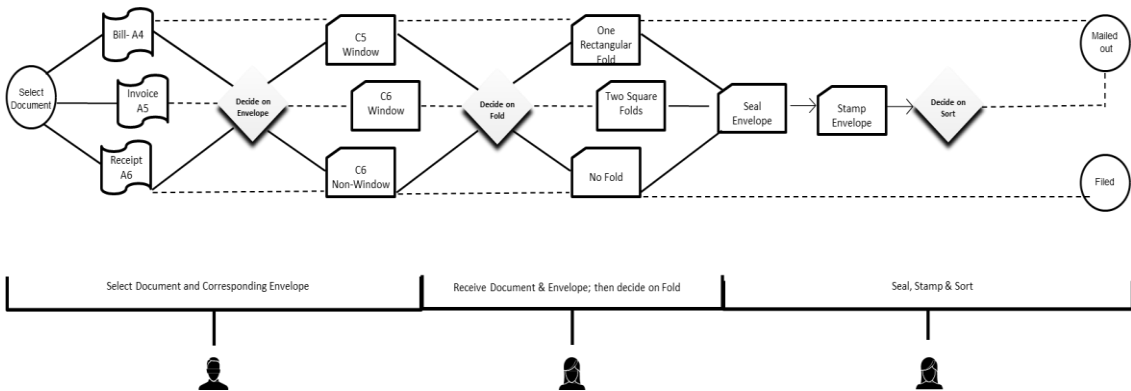 Bill- A4
C5
Window
One
Rectangular
Fold
Mailed
out
Select
Document
Invoice
A5
Decide on
Envelope
C6
Window
Decide on
Fold
Two Square
Folds
Seal
Envelope
Stamp
Envelope
Decide on
Sort
Receipt
A6
C6
Non-Window
No Fold
Filed
Select Document and Corresponding Envelope
Receive Document & Envelope; then decide on Fold
Seal, Stamp & Sort